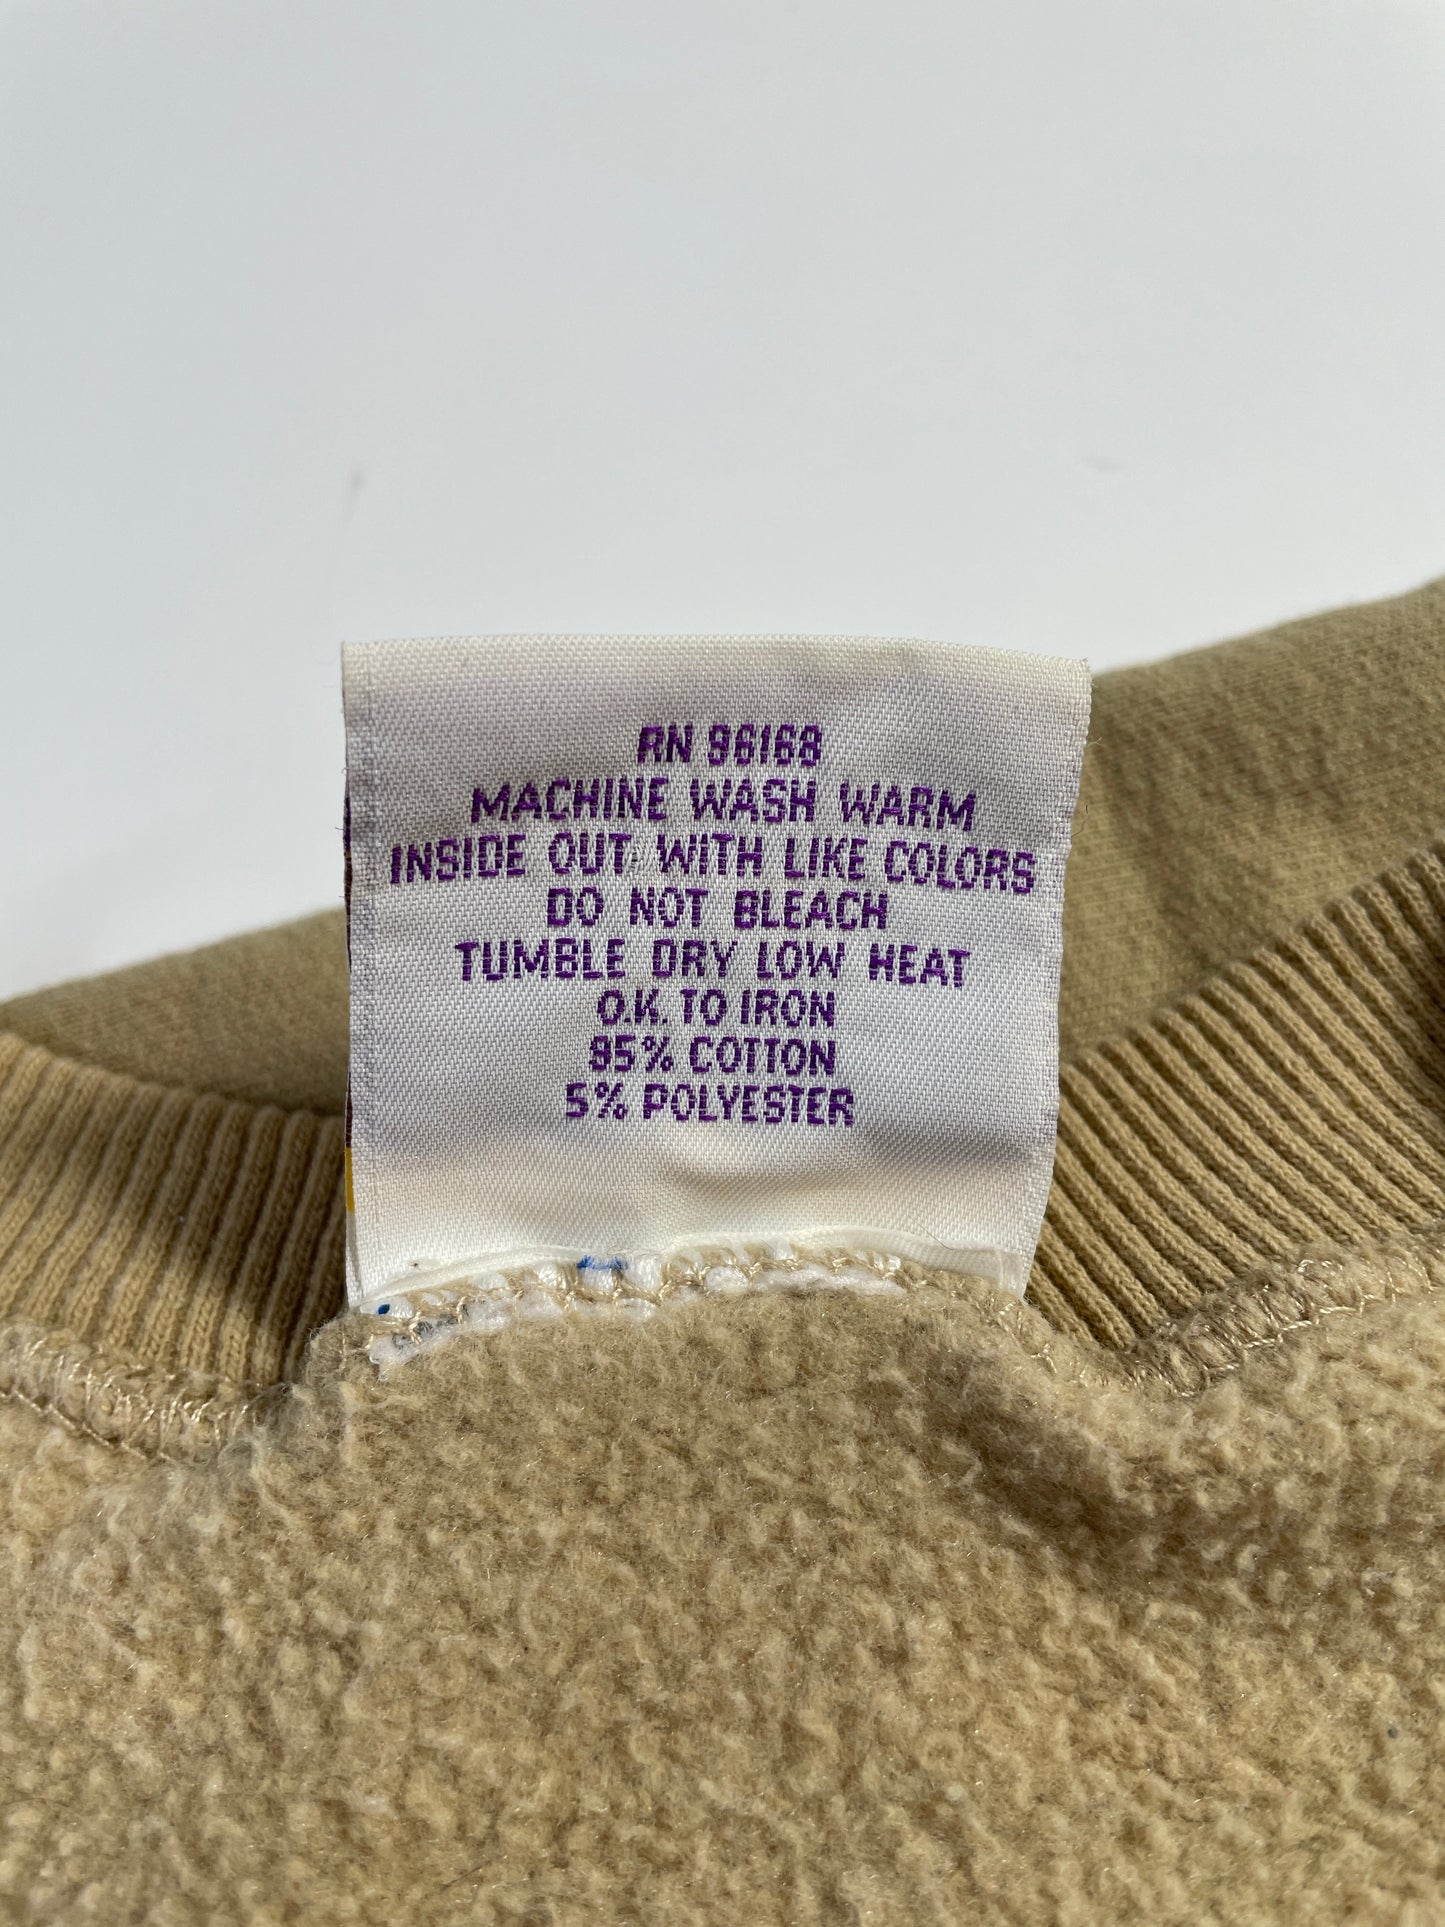 RN 96168
MACHINE WASH WARM
INSIDE OUT, WITH LIKE COLORS
DO NOT BLEACH
TUMBLE DRY LOW HEAT
O.K. TO IRON
95% COTTON
5% POLYESTER